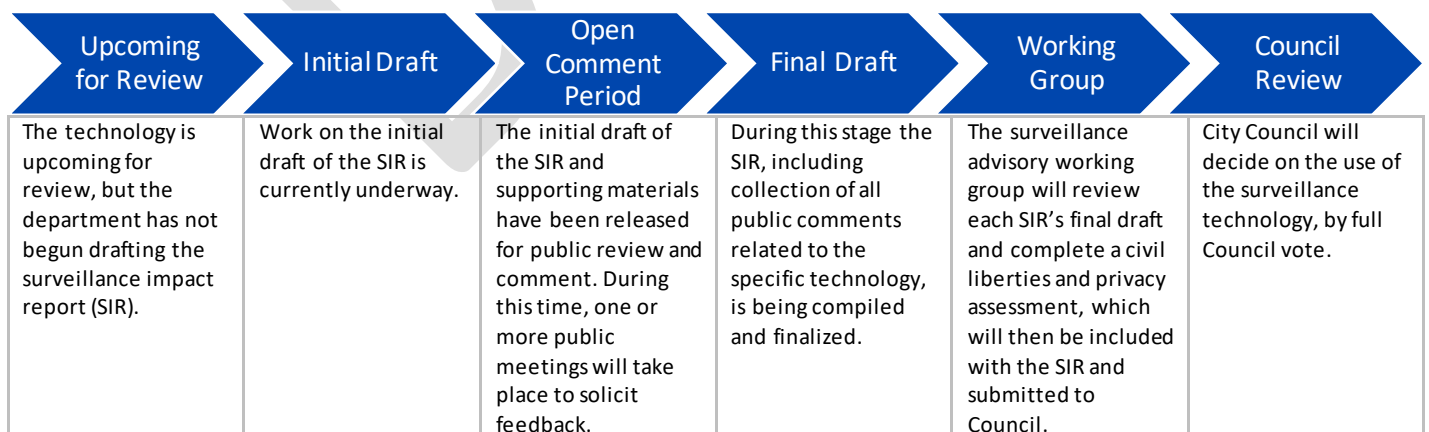 Upcoming
for Review
Initial Draft
Open
Comment
Period
Final Draft
Working
Group
Council
Review
The technology is
upcoming for
review, but the
department has not
begun drafting the
surveillance impact
report (SIR).
Work on the initial
draft of the SIR is
currently underway.
The initial draft of
the SIR and
supporting materials
have been released
for public review and
comment. During
this time, one or
more public
meetings will take
place to solicit
feedback.
During this stage the
SIR, including
collection of all
public comments
related to the
specific technology,
is being compiled
and finalized.
The surveillance
advisory working
group will review
each SIR’s final draft
and complete a civil
liberties and privacy
assessment, which
will then be included
with the SIR and
submitted to
Council.
City Council will
decide on the use of
the surveillance
technology, by full
Council vote.